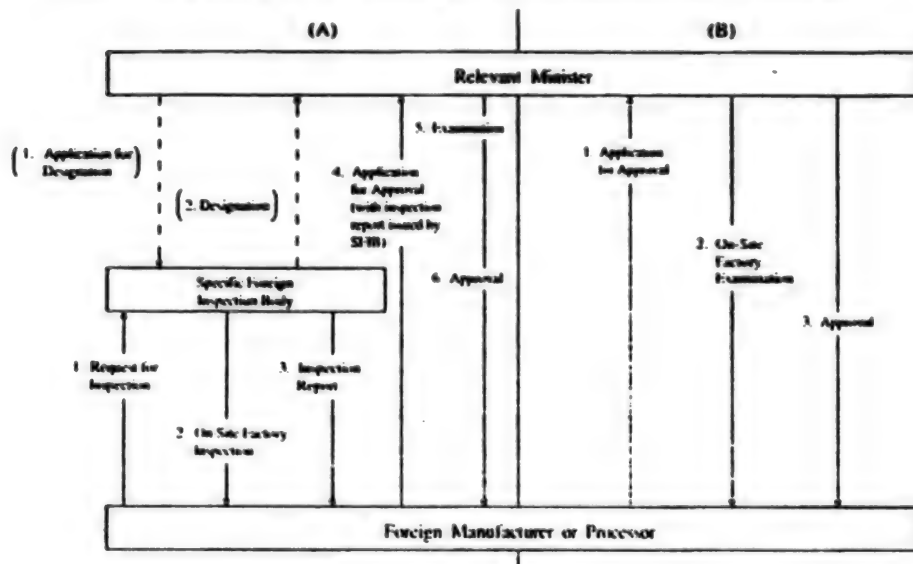 (A)
(B)
Relevant Minister
(1. Application for
Designation)
(2. Designation)
4. Application
for Approval
(with inspection
report issued by
SFIB)
5. Examination
6. Approval
1. Application
for Approval
2. On-Site
Factory
Examination
3. Approval
Specific Foreign
Inspection Body
1. Request for
Inspection
2. On-Site Factory
Inspection
3. Inspection
Report
Foreign Manufacturer or Processor